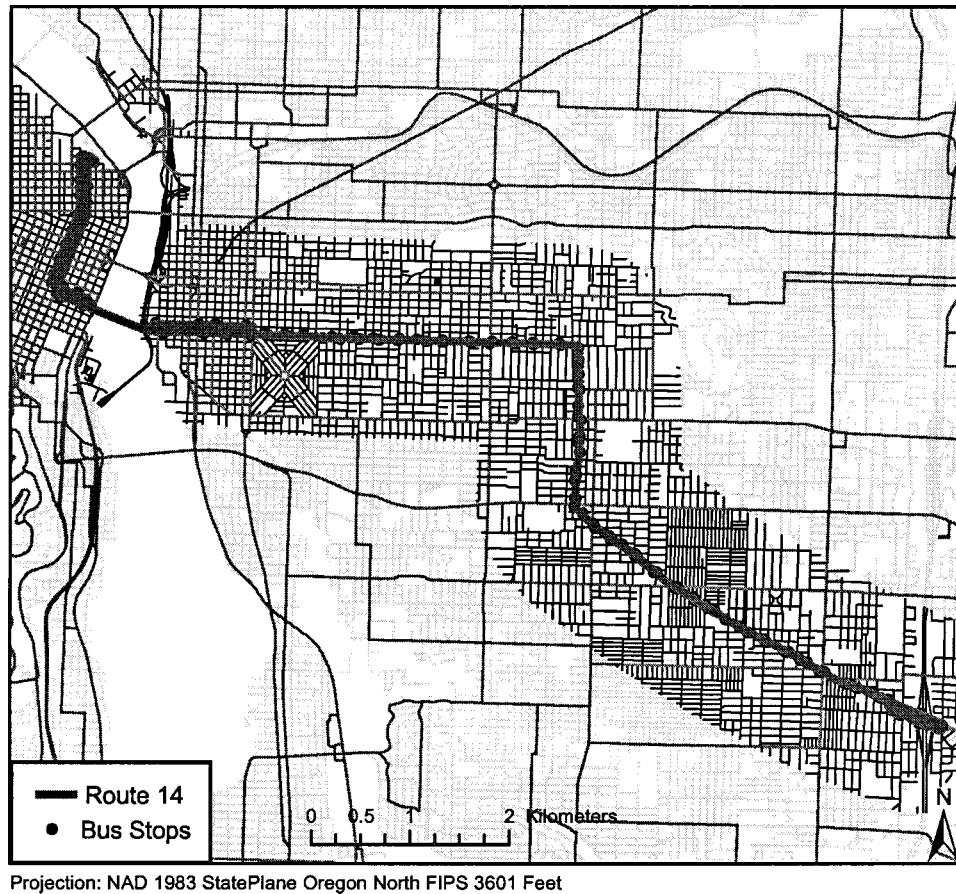 Route 14
Bus Stops
0 0.5 1 2 Kilometers
N
Projection: NAD 1983 StatePlane Oregon North FIPS 3601 Feet